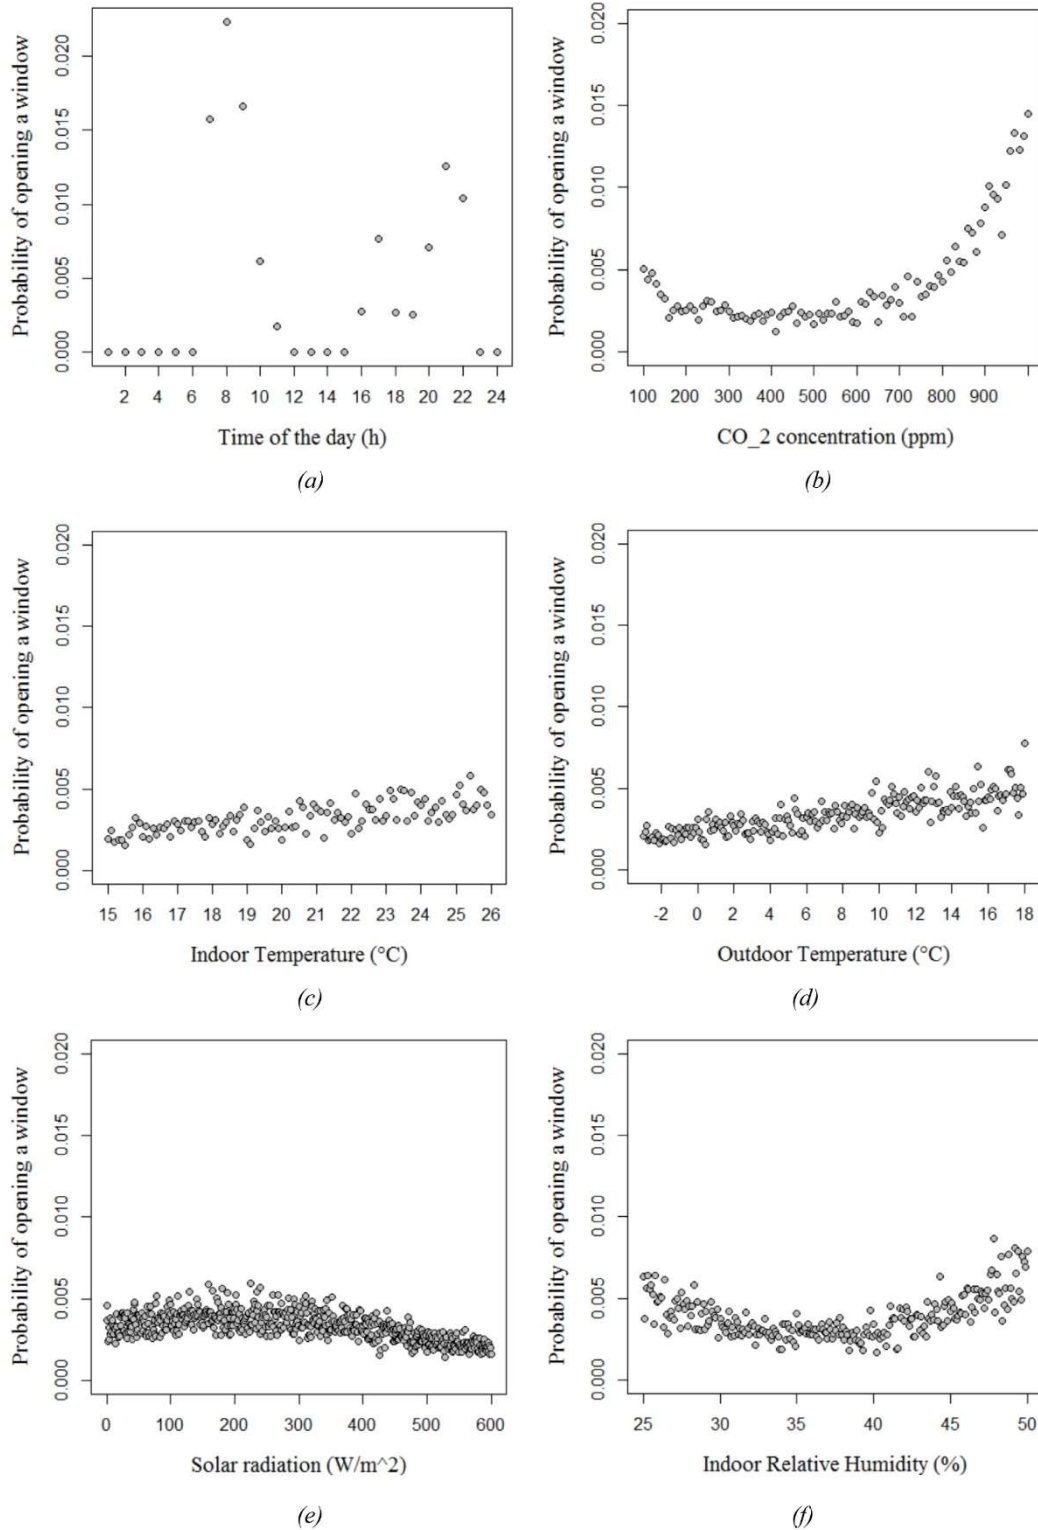 Probability of opening a window
0.000 0.005 0.010 0.015 0.020
2 4 6 8 10 12 14 16 18 20 22 24
Time of the day (h)
(a)
Probability of opening a window
0.000 0.005 0.010 0.015 0.020
100 200 300 400 500 600 700 800 900
CO_2 concentration (ppm)
(b)
Probability of opening a window
0.000 0.005 0.010 0.015 0.020
15 16 17 18 19 20 21 22 23 24 25 26
Indoor Temperature (°C)
(c)
Probability of opening a window
0.000 0.005 0.010 0.015 0.020
-2 0 2 4 6 8 10 12 14 16 18
Outdoor Temperature (°C)
(d)
Probability of opening a window
0.000 0.005 0.010 0.015 0.020
0 100 200 300 400 500 600
Solar radiation (W/m^2)
(e)
Probability of opening a window
0.000 0.005 0.010 0.015 0.020
25 30 35 40 45 50
Indoor Relative Humidity (%)
(f)